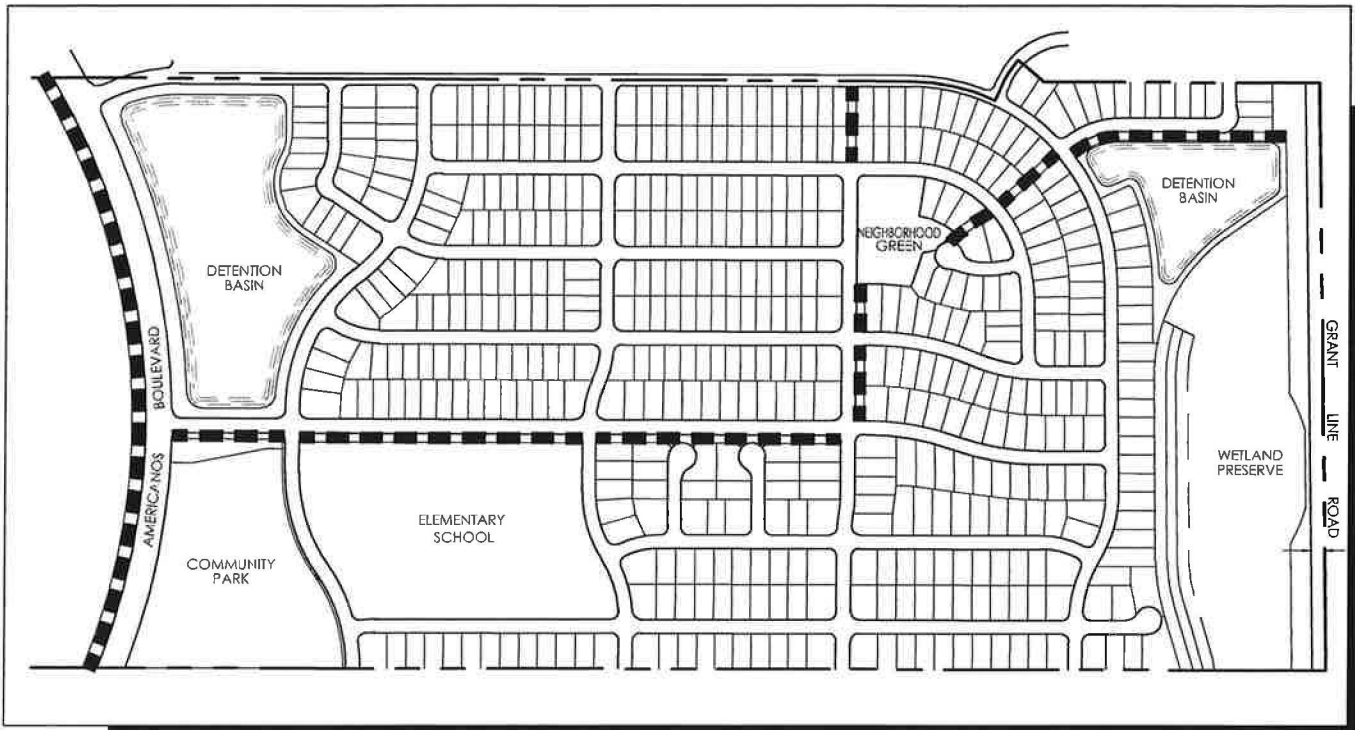 DETENTION
BASIN
NEIGHBORHOOD
GREEN
DETENTION
BASIN
AMERICANOS BOULEVARD
GRANT LINE ROAD
WETLAND
PRESERVE
ELEMENTARY
SCHOOL
COMMUNITY
PARK